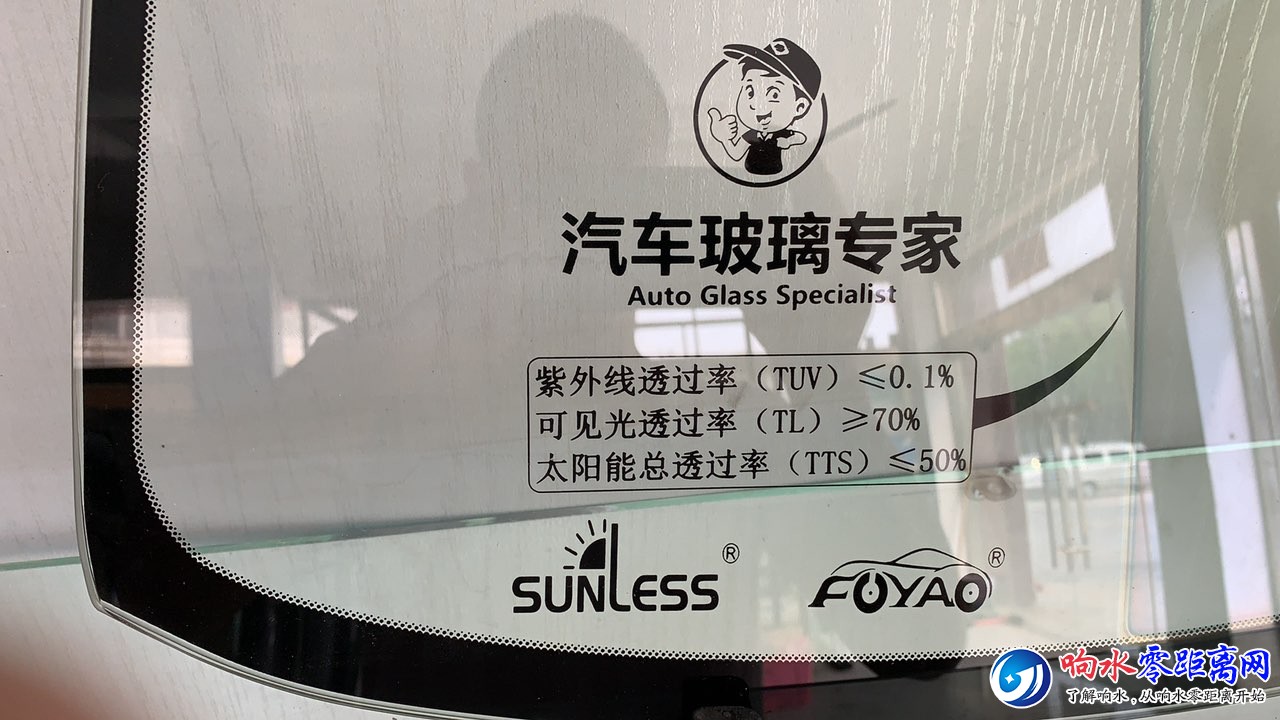 汽车玻璃专家
Auto Glass Specialist
紫外线透过率（TUV）≤0.1%
可见光透过率（TL）≥70%
太阳能总透过率（TTS）≤50%
SUNLESS®
FOYAO®
响水零距离网
了解响水，从响水零距离开始